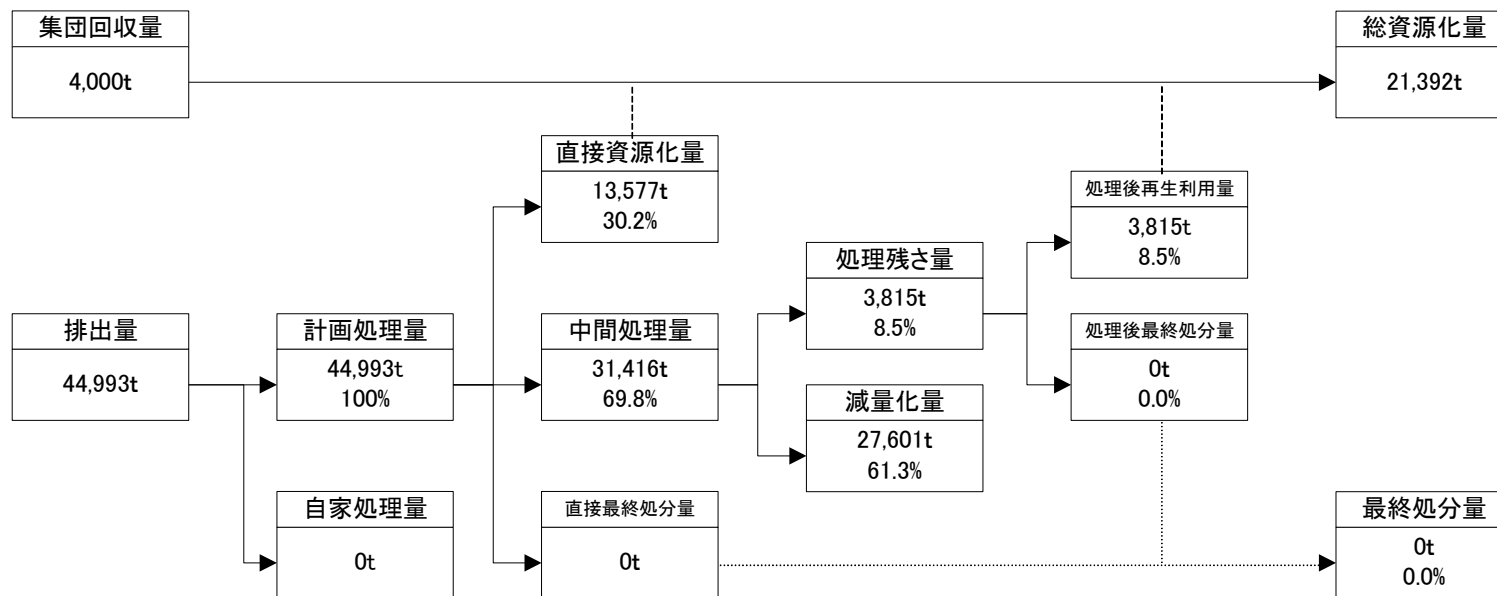 集団回収量
4,000t
総資源化量
21,392t
直接資源化量
13,577t
30.2%
処理後再生利用量
3,815t
8.5%
処理残さ量
3,815t
8.5%
排出量
44,993t
計画処理量
44,993t
100%
中間処理量
31,416t
69.8%
処理後最終処分量
0t
0.0%
減量化量
27,601t
61.3%
自家処理量
0t
直接最終処分量
0t
最終処分量
0t
0.0%